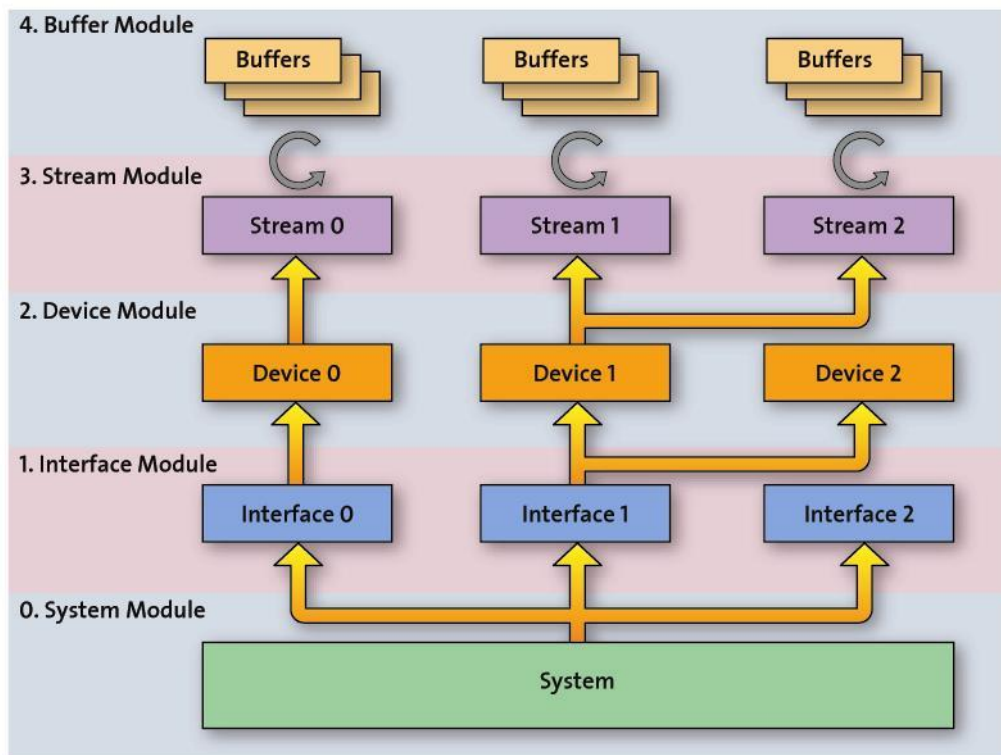 4. Buffer Module
Buffers
Buffers
Buffers
3. Stream Module
Stream 0
Stream 1
Stream 2
2. Device Module
Device 0
Device 1
Device 2
1. Interface Module
Interface 0
Interface 1
Interface 2
0. System Module
System